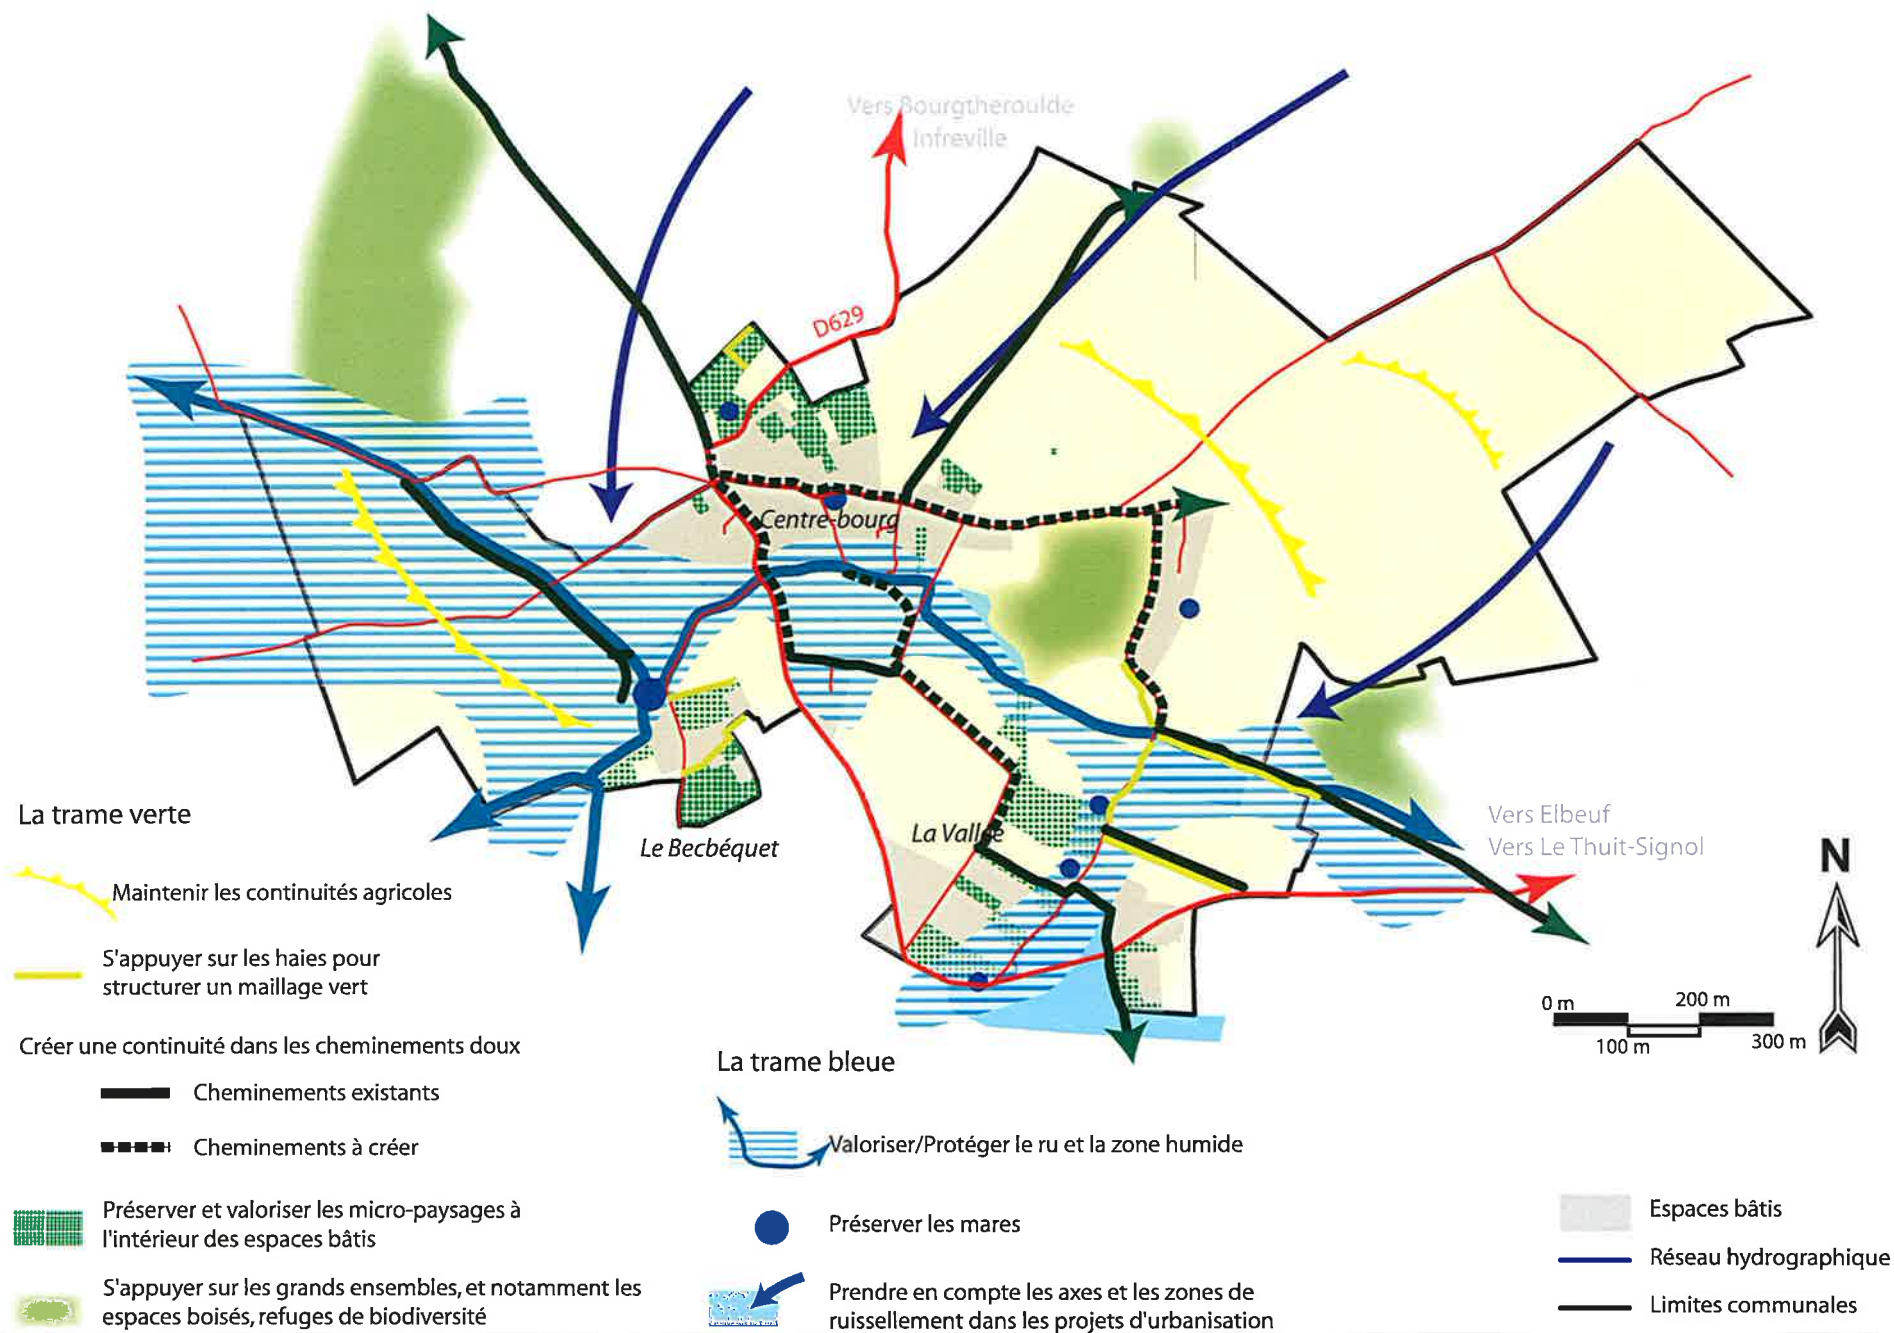 Vers Bourgtheroulde
Infreville
D629
Centre-bourg
Le Becbéquet
La Vallée
Vers Elbeuf
Vers Le Thuit-Signol
N
0 m
200 m
100 m
300 m
La trame verte
Maintenir les continuités agricoles
S'appuyer sur les haies pour
structurer un maillage vert
Créer une continuité dans les cheminements doux
Cheminements existants
Cheminements à créer
Préserver et valoriser les micro-paysages à
l'intérieur des espaces bâtis
S'appuyer sur les grands ensembles, et notamment les
espaces boisés, refuges de biodiversité
La trame bleue
Valoriser/Protéger le ru et la zone humide
Préserver les mares
Prendre en compte les axes et les zones de
ruissellement dans les projets d'urbanisation
Espaces bâtis
Réseau hydrographique
Limites communales